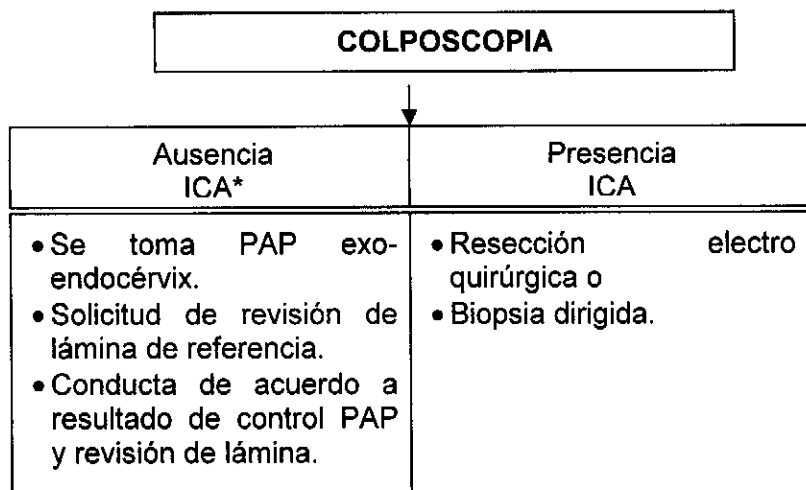 COLPOSCOPIA
Ausencia
ICA*
Presencia
ICA
• Se toma PAP exo-
endocérvix.
• Solicitud de revisión de
lámina de referencia.
• Conducta de acuerdo a
resultado de control PAP
y revisión de lámina.
• Resección electro
quirúrgica o
• Biopsia dirigida.